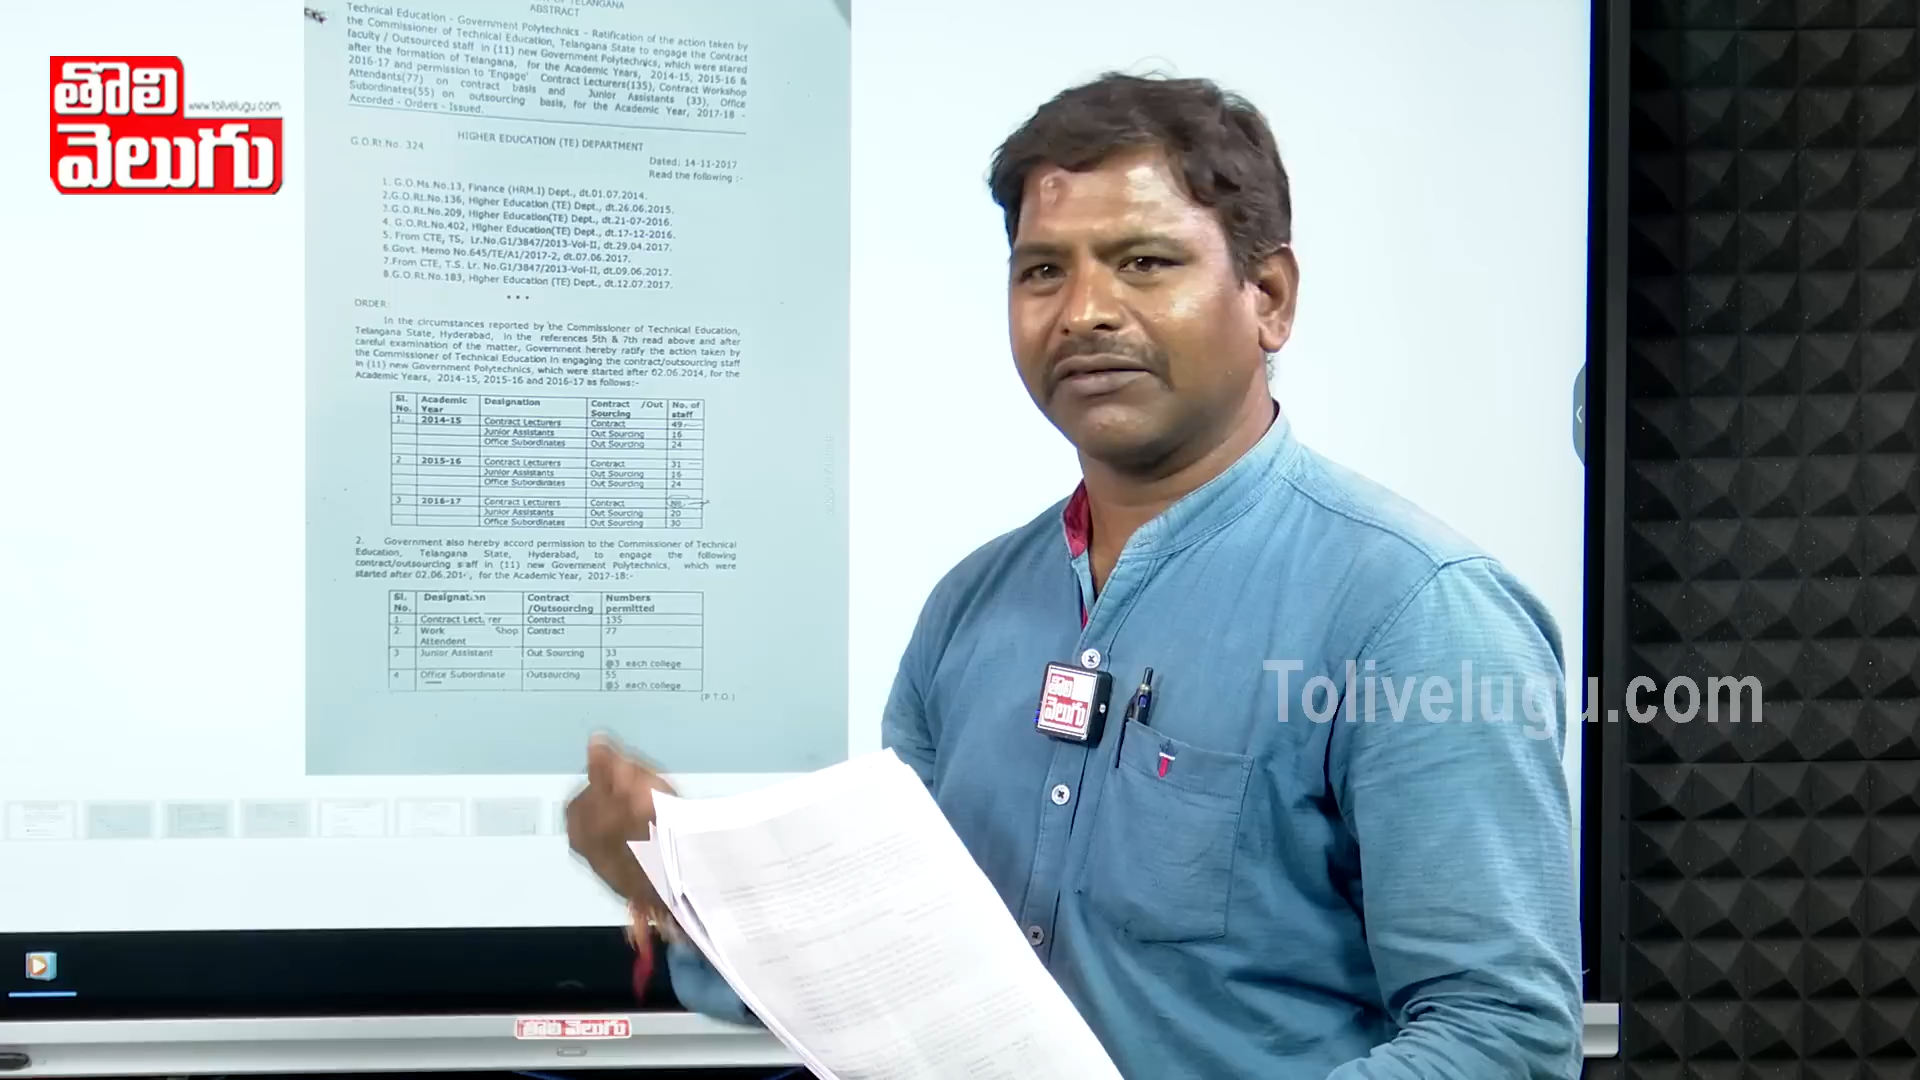 తొలి
www.tolivelugu.com
వెలుగు
ABSTRACT
Technical Education - Government Polytechnics - Ratification of the action taken by
the Commissioner of Technical Education, Telangana State to engage the Contract
faculty / Outsourced staff in (11) new Government Polytechnics, which were stared
after the formation of Telangana, for the Academic Years, 2014-15, 2015-16 &
2016-17 and permission to 'Engage' Contract Lecturers(135), Contract Workshop
Attendants(77) on contract basis and Junior Assistants (33), Office
Subordinates(55) on outsourcing basis, for the Academic Year, 2017-18 -
Accorded - Orders - Issued.
HIGHER EDUCATION (TE) DEPARTMENT
G.O.Rt.No. 324
Dated: 14-11-2017
Read the following :-
1. G.O.Ms.No.13, Finance (HRM.I) Dept., dt.01.07.2014.
2.G.O.Rt.No.136, Higher Education (TE) Dept., dt.26.06.2015.
3.G.O.Rt.No.209, Higher Education(TE) Dept., dt.21-07-2016.
4. G.O.Rt.No.402, Higher Education(TE) Dept., dt.17-12-2016.
5. From CTE, TS, Lr.No.G1/3847/2013-Vol-II, dt.29.04.2017.
6.Govt. Memo No.645/TE/A1/2017-2, dt.07.06.2017.
7.From CTE, T.S. Lr. No.G1/3847/2013-Vol-II, dt.09.06.2017.
8.G.O.Rt.No.183, Higher Education (TE) Dept., dt.12.07.2017.
***
ORDER:
In the circumstances reported by the Commissioner of Technical Education,
Telangana State, Hyderabad, in the references 5th & 7th read above and after
careful examination of the matter, Government hereby ratify the action taken by
the Commissioner of Technical Education in engaging the contract/outsourcing staff
in (11) new Government Polytechnics, which were started after 02.06.2014, for the
Academic Years, 2014-15, 2015-16 and 2016-17 as follows:-
Sl. No. Academic Year Designation Contract /Out Sourcing No. of staff
1. 2014-15 Contract Lecturers Contract 49
Junior Assistants Out Sourcing 16
Office Subordinates Out Sourcing 24
2 2015-16 Contract Lecturers Contract 31
Junior Assistants Out Sourcing 16
Office Subordinates Out Sourcing 24
3 2016-17 Contract Lecturers Contract
Junior Assistants Out Sourcing 20
Office Subordinates Out Sourcing 30
2. Government also hereby accord permission to the Commissioner of Technical
Education, Telangana State, Hyderabad, to engage the following
contract/outsourcing staff in (11) new Government Polytechnics, which were
started after 02.06.201 , for the Academic Year, 2017-18:-
Sl. No. Designation Contract /Outsourcing Numbers permitted
1. Contract Lecturer Contract 135
2. Work Shop Attendent Contract 77
3 Junior Assistant Out Sourcing 33 @3 each college
4 Office Subordinate Outsourcing 55 @5 each college
(P.T.O.)
తొలి
వెలుగు
Tolivelugu.com
తొలి వెలుగు